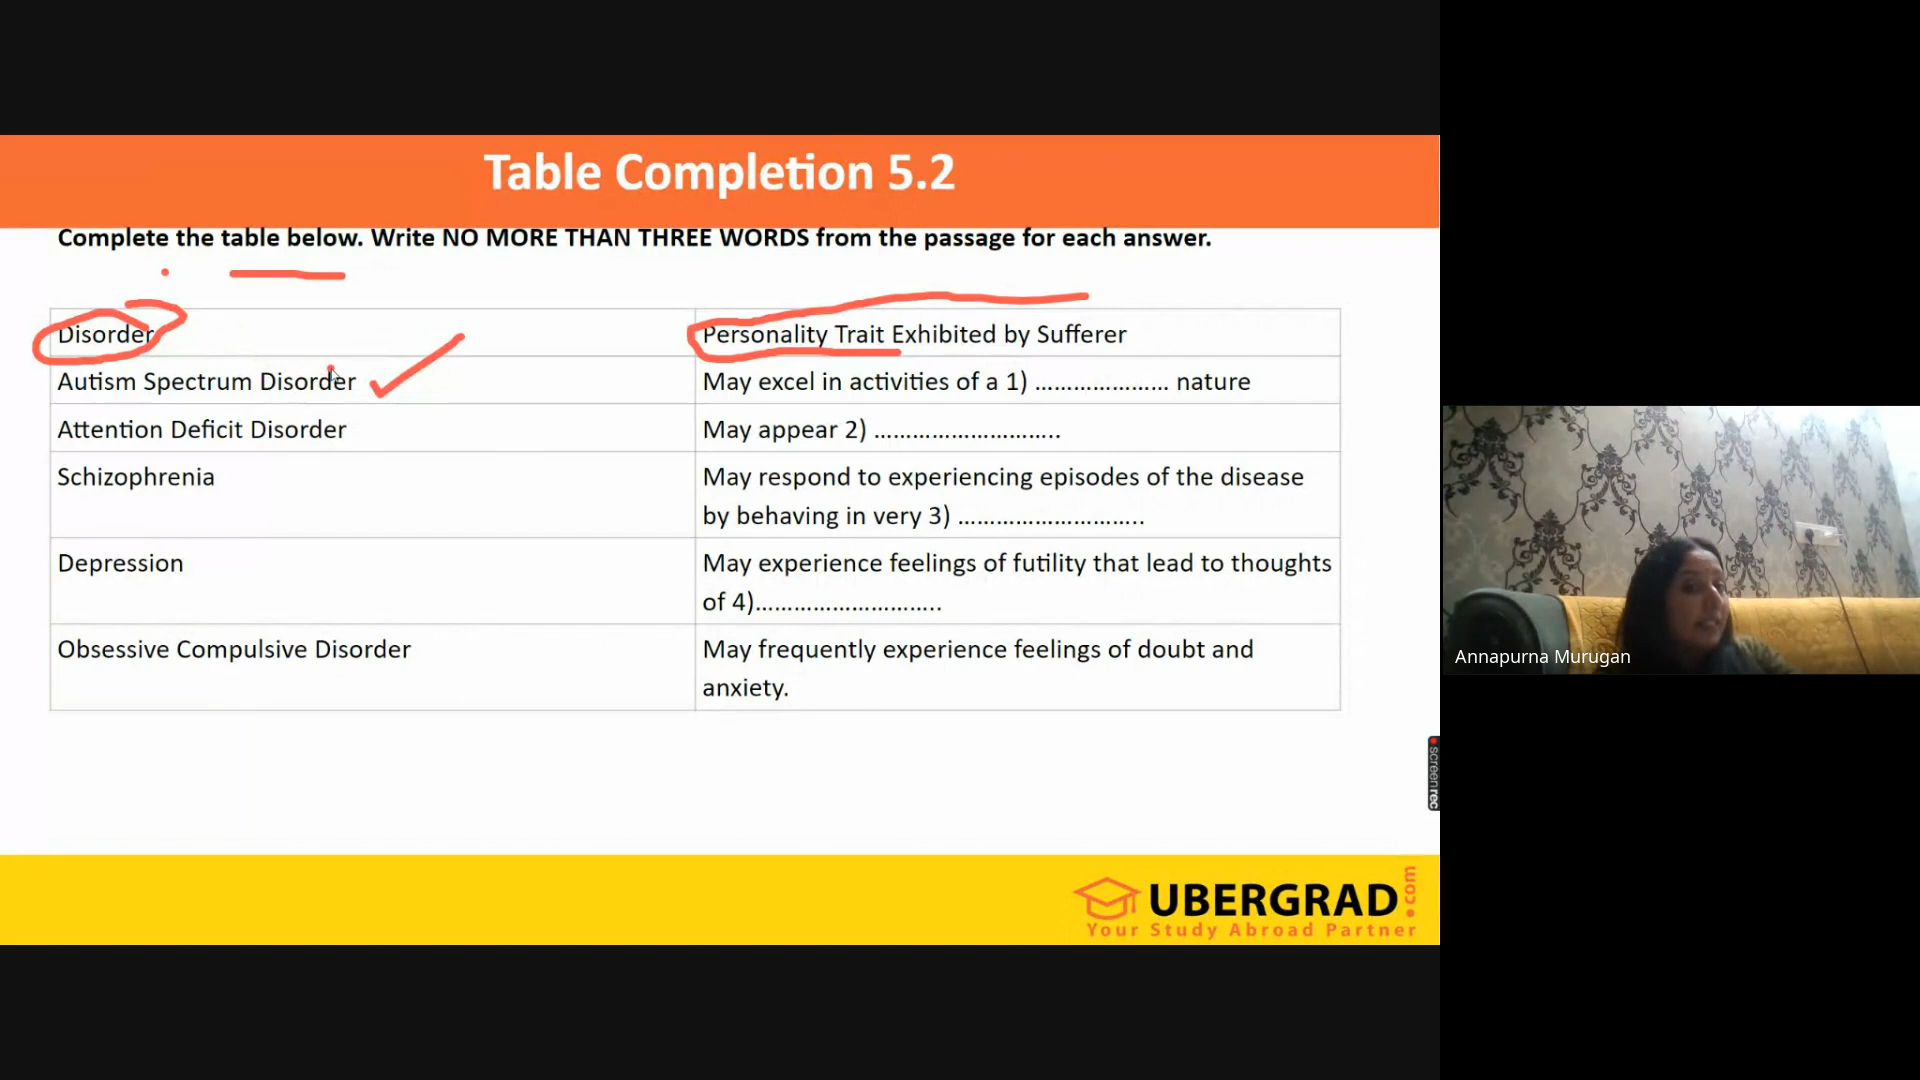 Table Completion 5.2
Complete the table below. Write NO MORE THAN THREE WORDS from the passage for each answer.
Disorder
Personality Trait Exhibited by Sufferer
Autism Spectrum Disorder
May excel in activities of a 1) ………………… nature
Attention Deficit Disorder
May appear 2) ………………………..
Schizophrenia
May respond to experiencing episodes of the disease
by behaving in very 3) ………………………..
Depression
May experience feelings of futility that lead to thoughts
of 4)………………………..
Obsessive Compulsive Disorder
May frequently experience feelings of doubt and
anxiety.
Annapurna Murugan
screenrec
UBERGRAD.com
Your Study Abroad Partner